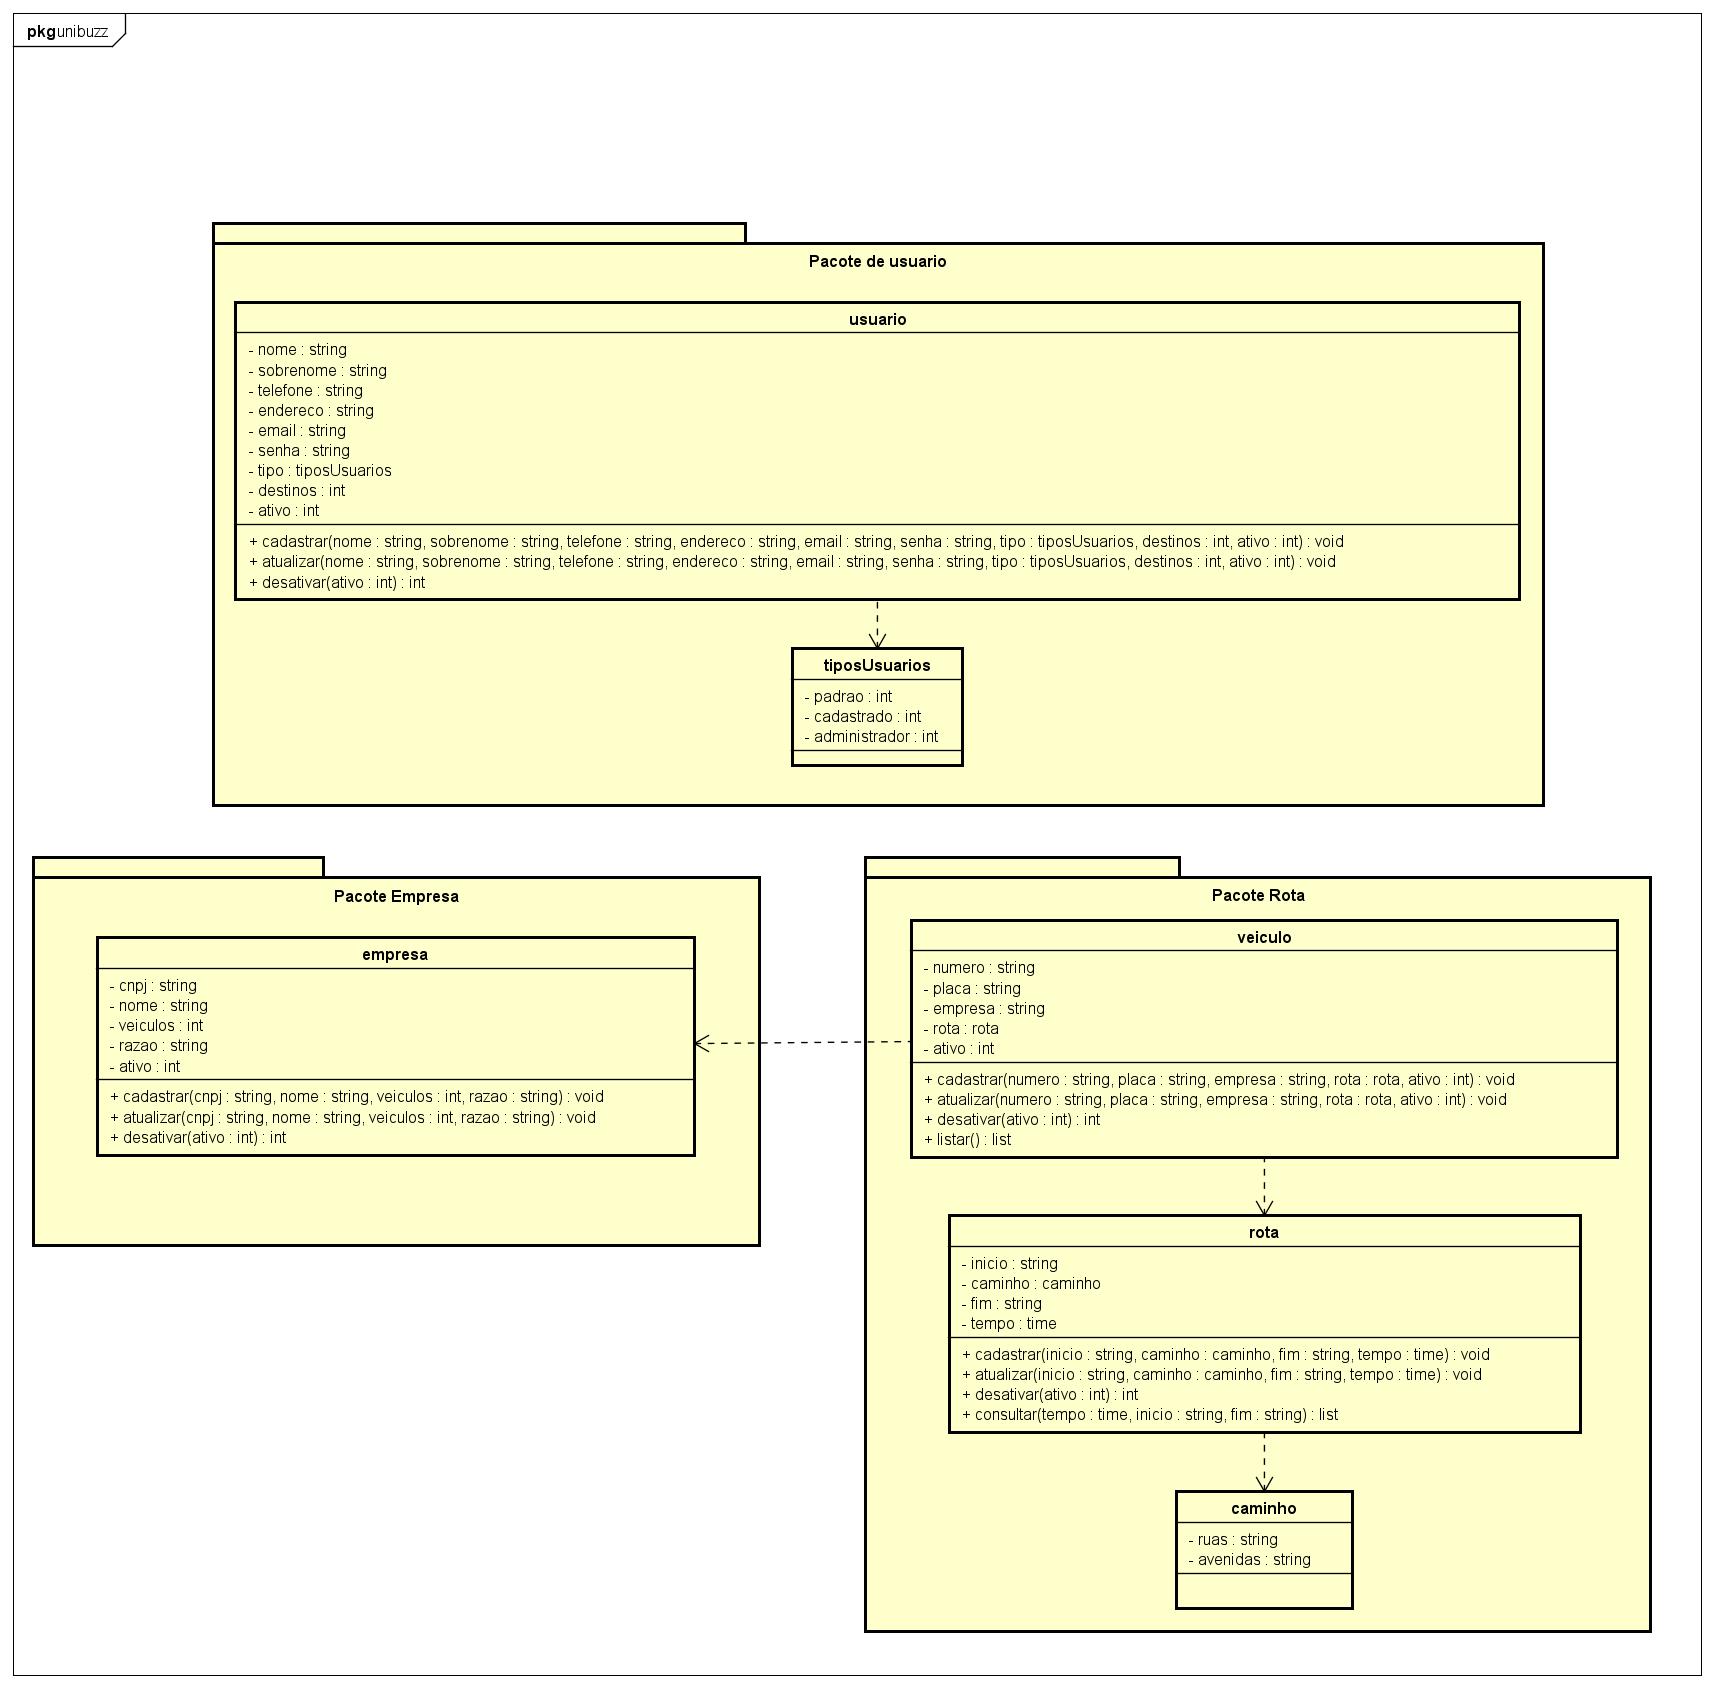 pkg unibuzz
Pacote de usuario
usuario
- nome : string
- sobrenome : string
- telefone : string
- endereco : string
- email : string
- senha : string
- tipo : tiposUsuarios
- destinos : int
- ativo : int
+ cadastrar(nome : string, sobrenome : string, telefone : string, endereco : string, email : string, senha : string, tipo : tiposUsuarios, destinos : int, ativo : int) : void
+ atualizar(nome : string, sobrenome : string, telefone : string, endereco : string, email : string, senha : string, tipo : tiposUsuarios, destinos : int, ativo : int) : void
+ desativar(ativo : int) : int
tiposUsuarios
- padrao : int
- cadastrado : int
- administrador : int
Pacote Empresa
empresa
- cnpj : string
- nome : string
- veiculos : int
- razao : string
- ativo : int
+ cadastrar(cnpj : string, nome : string, veiculos : int, razao : string) : void
+ atualizar(cnpj : string, nome : string, veiculos : int, razao : string) : void
+ desativar(ativo : int) : int
Pacote Rota
veiculo
- numero : string
- placa : string
- empresa : string
- rota : rota
- ativo : int
+ cadastrar(numero : string, placa : string, empresa : string, rota : rota, ativo : int) : void
+ atualizar(numero : string, placa : string, empresa : string, rota : rota, ativo : int) : void
+ desativar(ativo : int) : int
+ listar() : list
rota
- inicio : string
- caminho : caminho
- fim : string
- tempo : time
+ cadastrar(inicio : string, caminho : caminho, fim : string, tempo : time) : void
+ atualizar(inicio : string, caminho : caminho, fim : string, tempo : time) : void
+ desativar(ativo : int) : int
+ consultar(tempo : time, inicio : string, fim : string) : list
caminho
- ruas : string
- avenidas : string